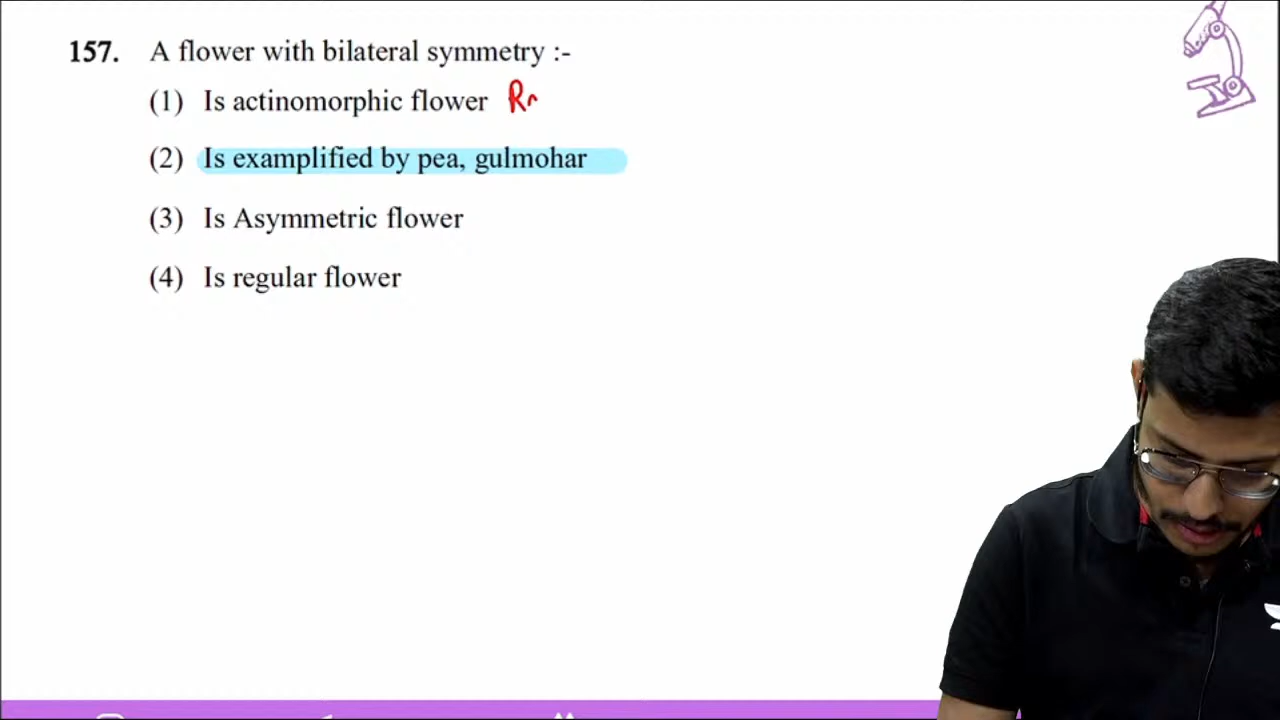 157. A flower with bilateral symmetry :-
(1) Is actinomorphic flower
(2) Is examplified by pea, gulmohar
(3) Is Asymmetric flower
(4) Is regular flower